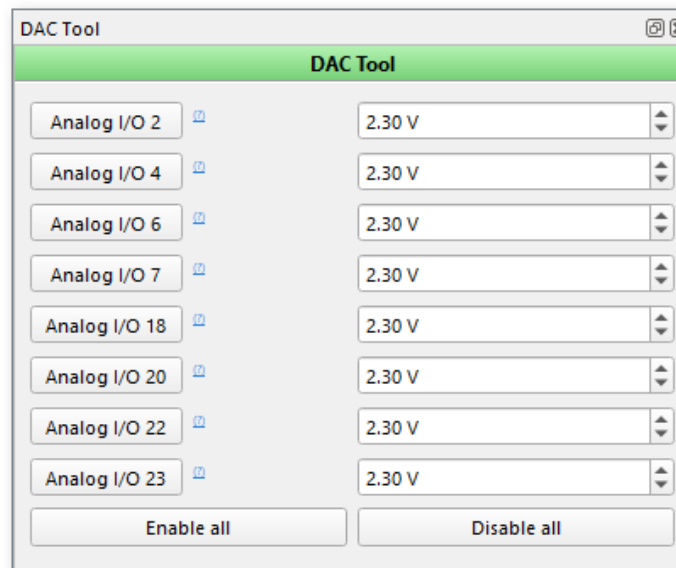 DAC Tool
DAC Tool
Analog I/O 2 (?) 2.30 V
Analog I/O 4 (?) 2.30 V
Analog I/O 6 (?) 2.30 V
Analog I/O 7 (?) 2.30 V
Analog I/O 18 (?) 2.30 V
Analog I/O 20 (?) 2.30 V
Analog I/O 22 (?) 2.30 V
Analog I/O 23 (?) 2.30 V
Enable all Disable all